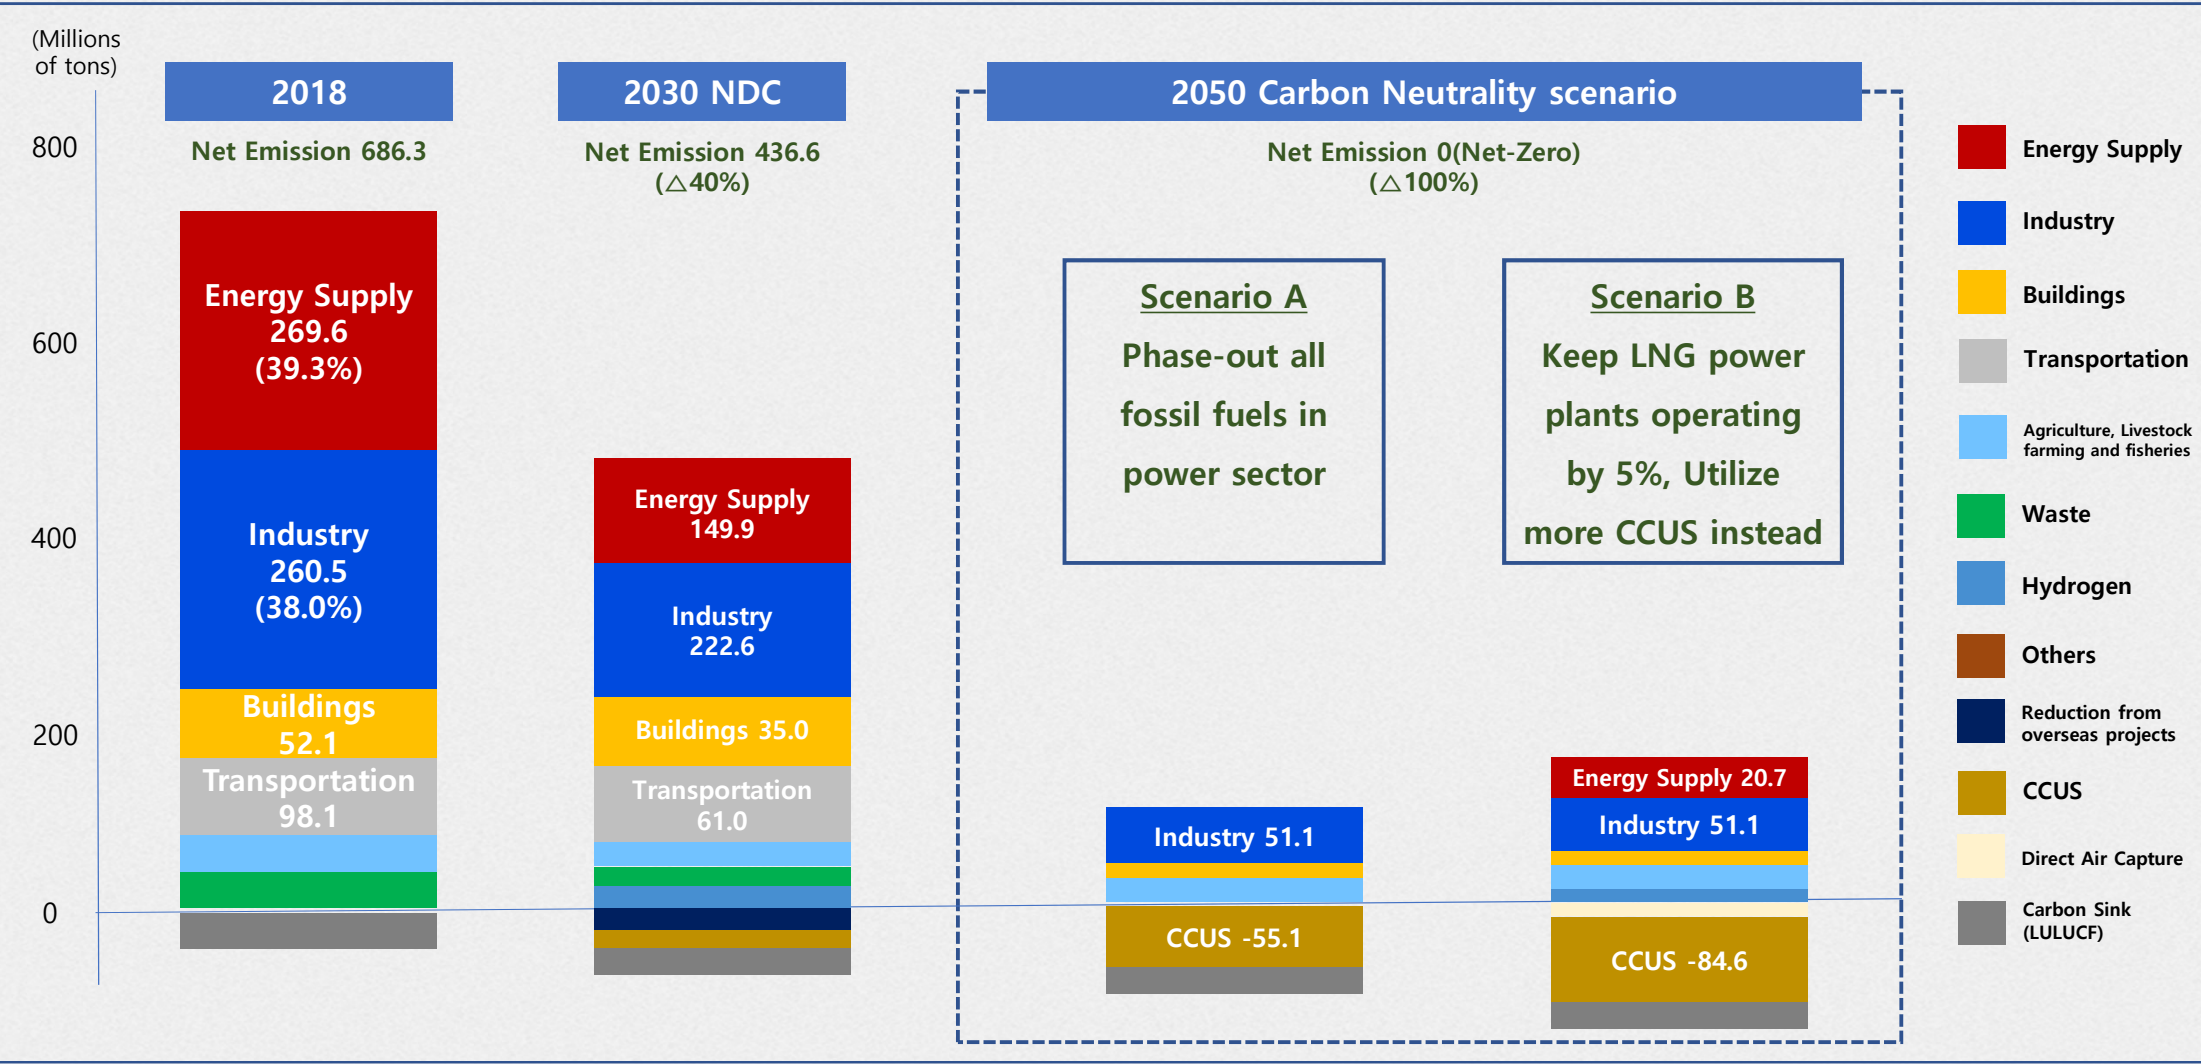 (Millions
of tons)
800
600
400
200
0
2018
Net Emission 686.3
Energy Supply
269.6
(39.3%)
Industry
260.5
(38.0%)
Buildings
52.1
Transportation
98.1
2030 NDC
Net Emission 436.6
(△40%)
Energy Supply
149.9
Industry
222.6
Buildings 35.0
Transportation
61.0
2050 Carbon Neutrality scenario
Net Emission 0(Net-Zero)
(△100%)
Scenario A
Phase-out all
fossil fuels in
power sector
Industry 51.1
CCUS -55.1
Scenario B
Keep LNG power
plants operating
by 5%, Utilize
more CCUS instead
Energy Supply 20.7
Industry 51.1
CCUS -84.6
Energy Supply
Industry
Buildings
Transportation
Agriculture, Livestock
farming and fisheries
Waste
Hydrogen
Others
Reduction from
overseas projects
CCUS
Direct Air Capture
Carbon Sink
(LULUCF)